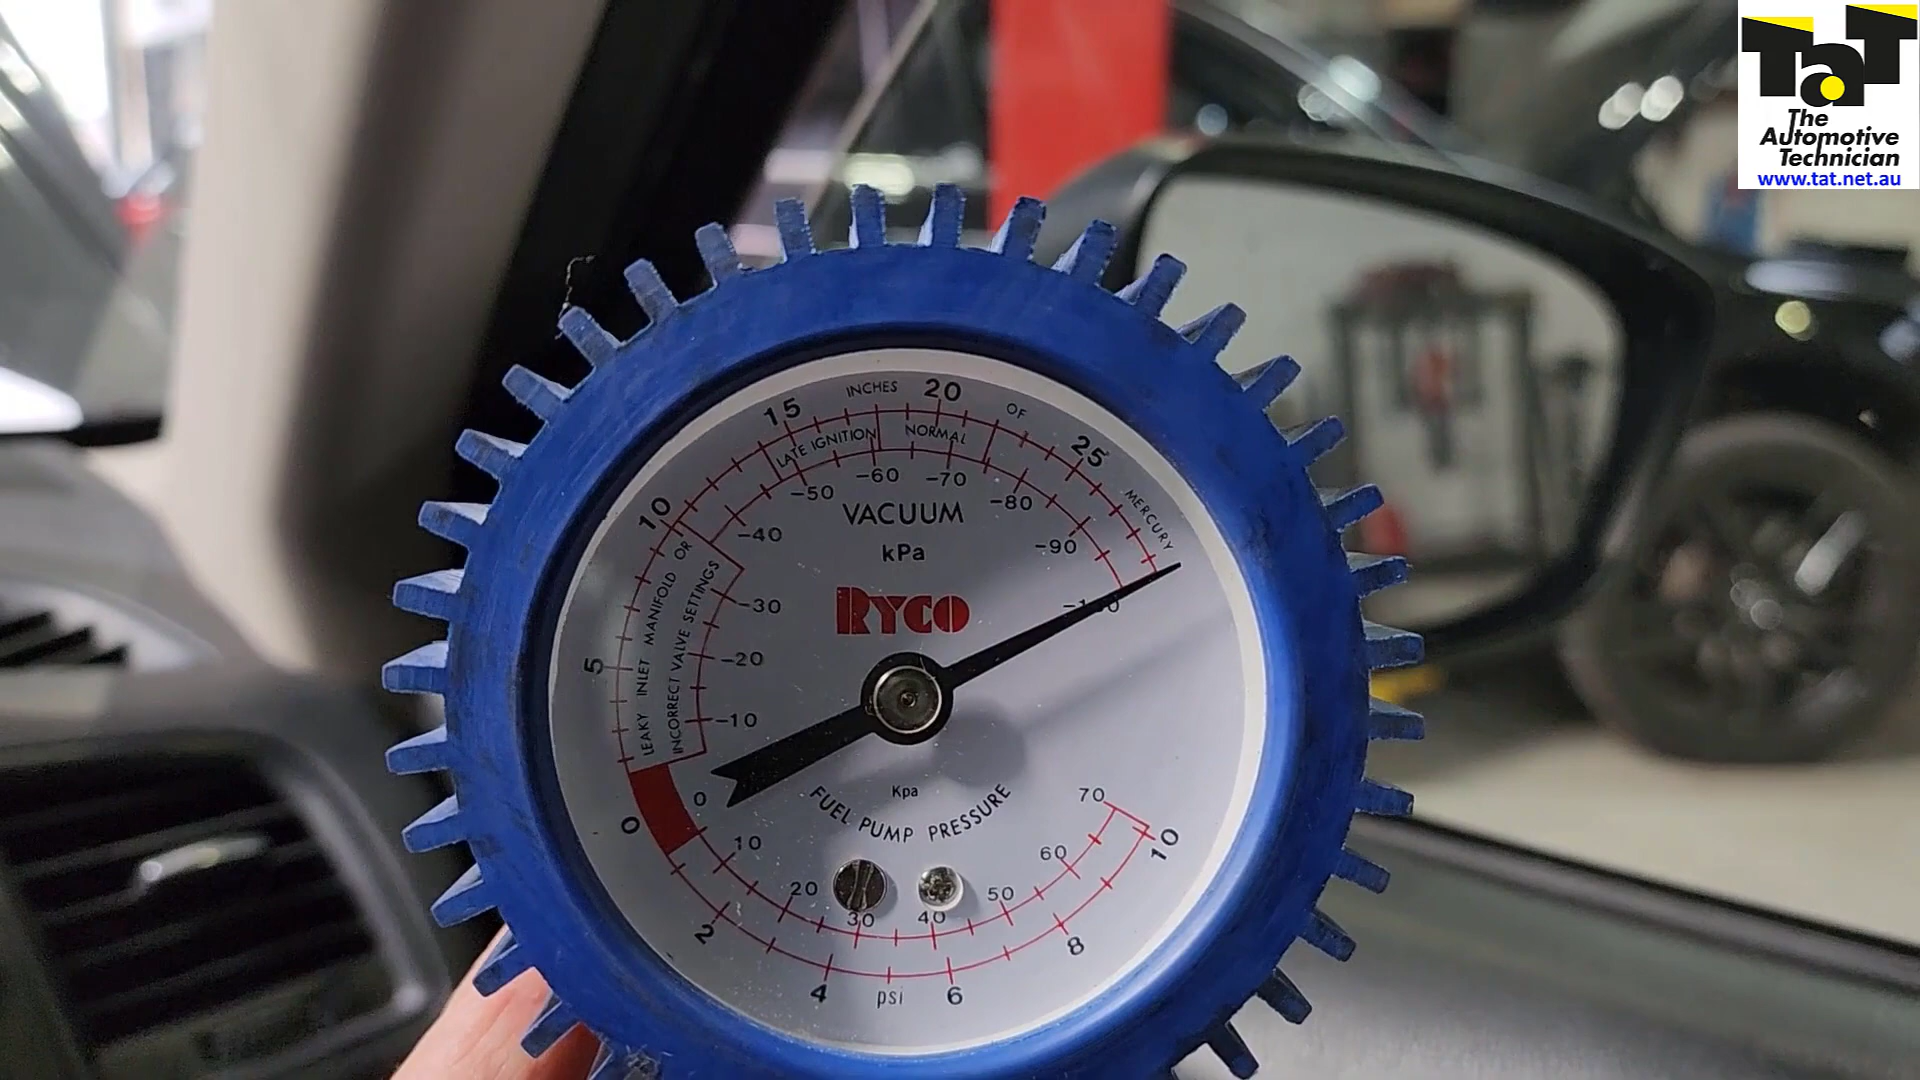 TaT
The
Automotive
Technician
www.tat.net.au
INCHES OF MERCURY
0 5 10 15 20 25
LATE IGNITION
NORMAL
LEAKY INLET MANIFOLD OR
INCORRECT VALVE SETTINGS
0 -10 -20 -30 -40 -50 -60 -70 -80 -90 -100
VACUUM
kPa
RYCO
Kpa
FUEL PUMP PRESSURE
10 20 30 40 50 60 70
2 4 6 8 10
psi